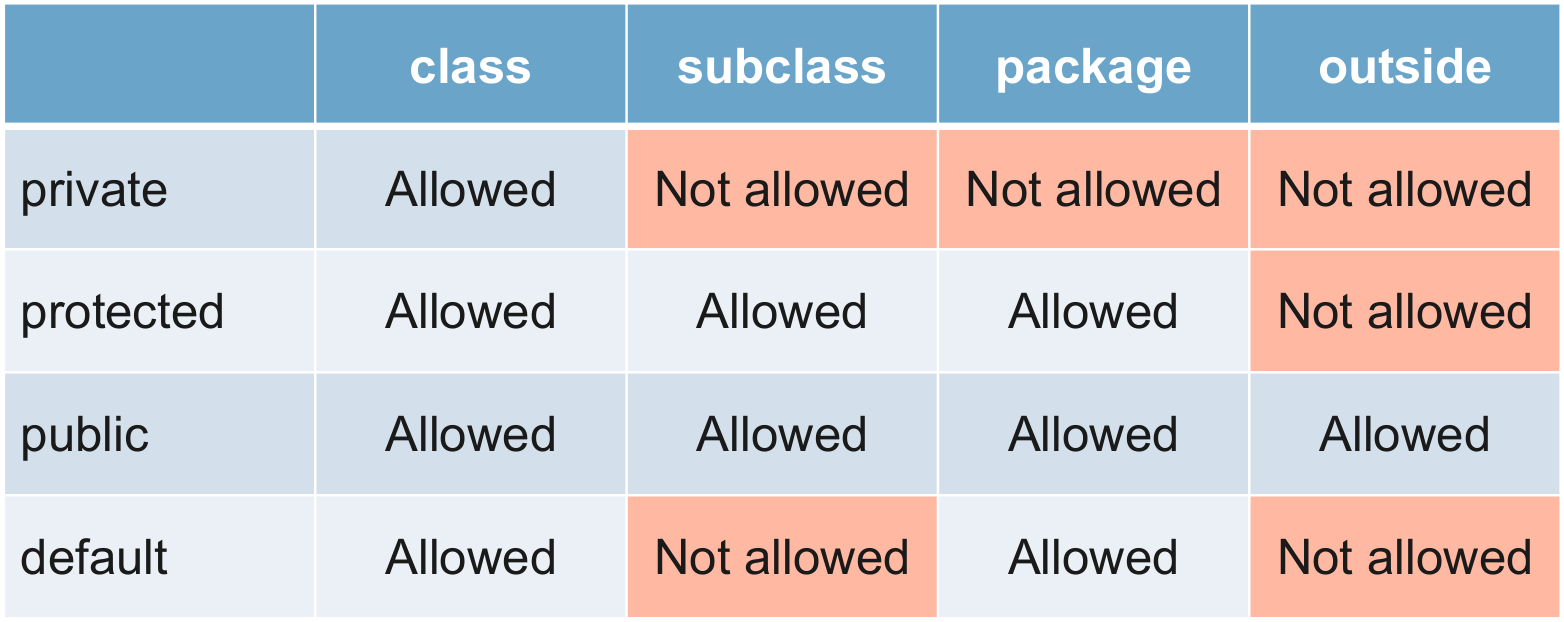 class subclass package outside
private Allowed Not allowed Not allowed Not allowed
protected Allowed Allowed Allowed Not allowed
public Allowed Allowed Allowed Allowed
default Allowed Not allowed Allowed Not allowed